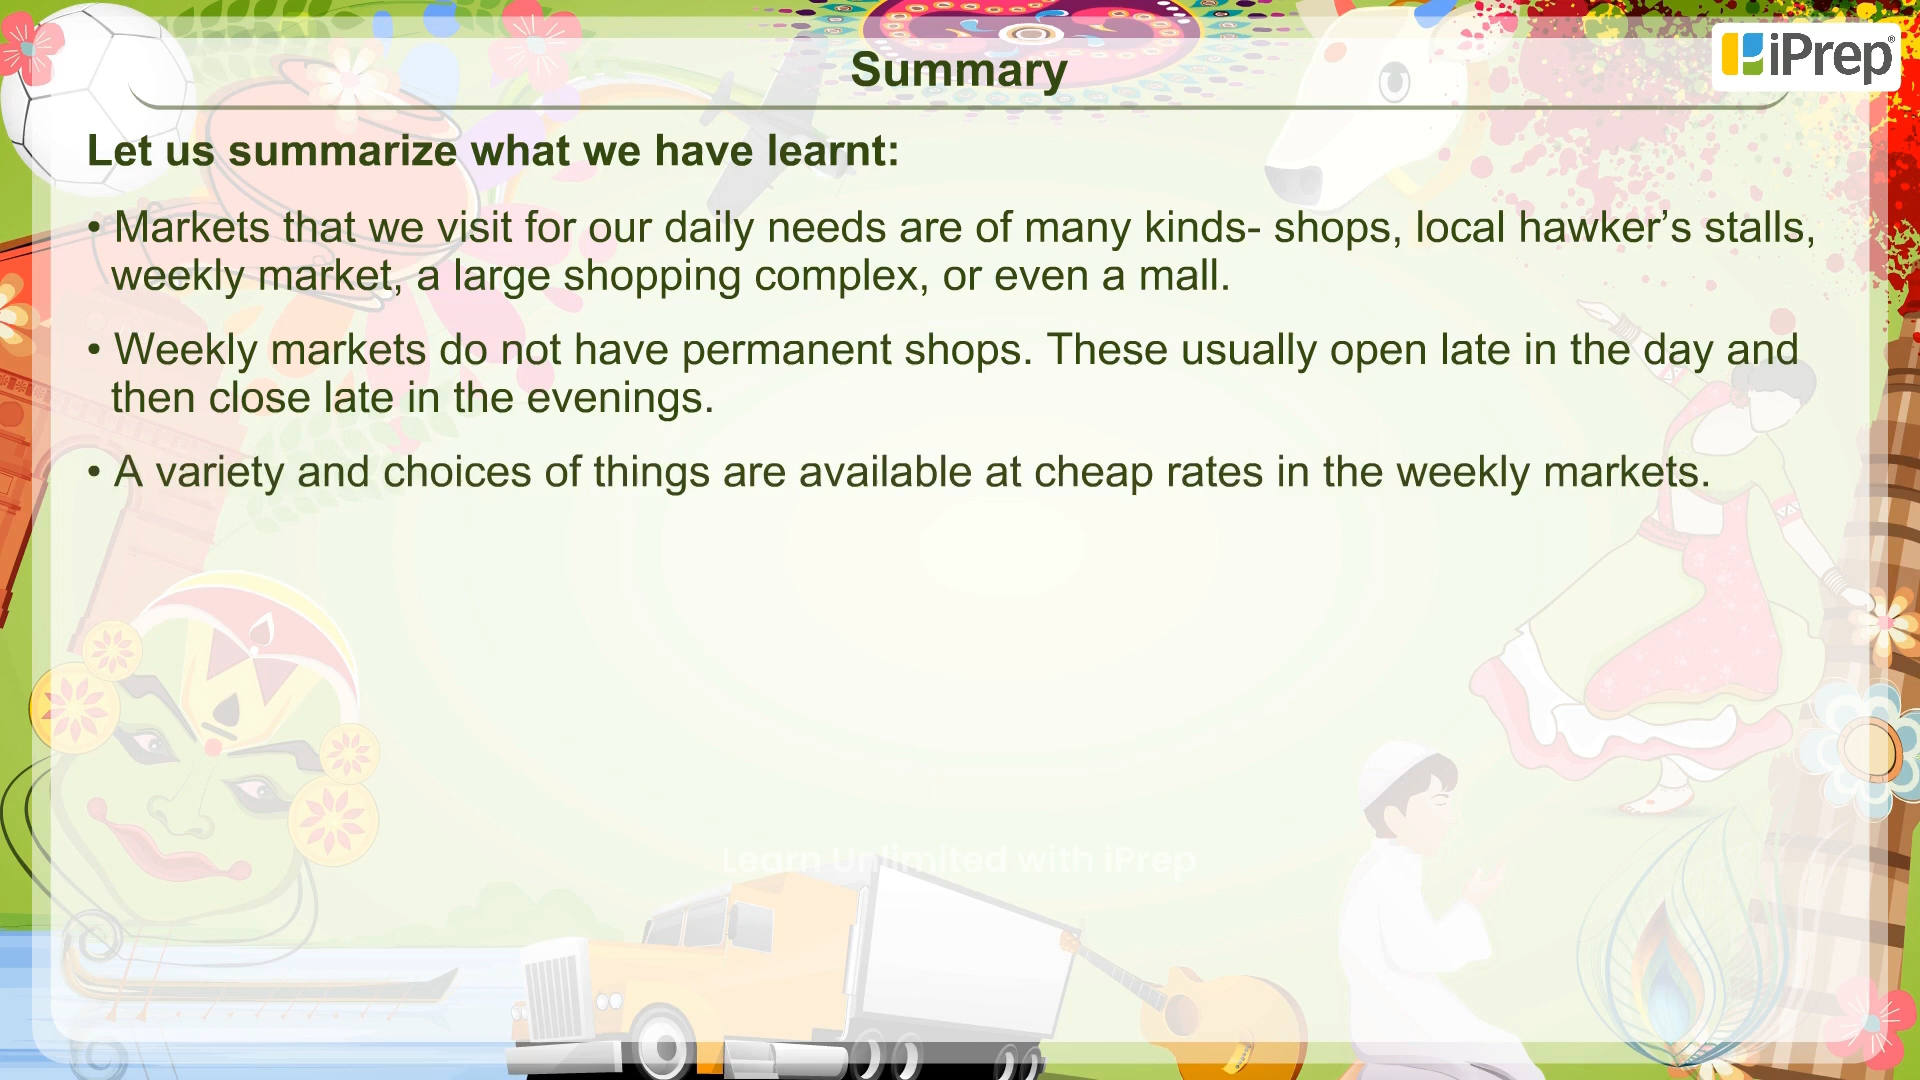 Summary
iPrep®
Let us summarize what we have learnt:
• Markets that we visit for our daily needs are of many kinds- shops, local hawker’s stalls,
weekly market, a large shopping complex, or even a mall.
• Weekly markets do not have permanent shops. These usually open late in the day and
then close late in the evenings.
• A variety and choices of things are available at cheap rates in the weekly markets.
Learn Unlimited with iPrep